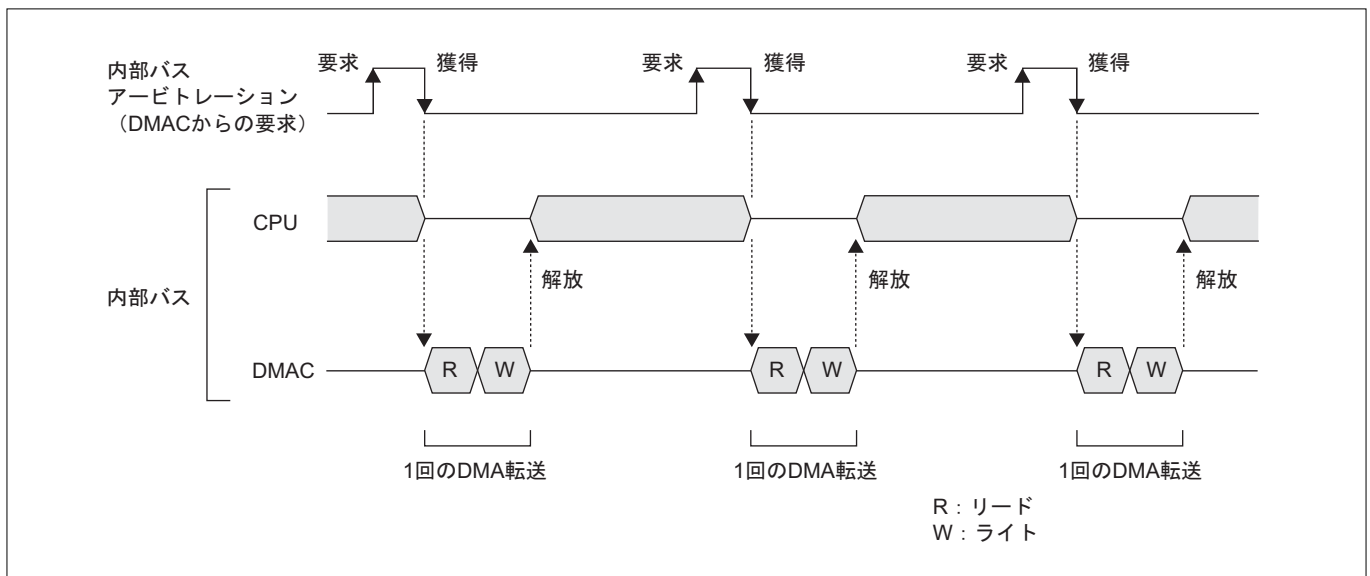 要求 獲得 要求 獲得 要求 獲得
内部バス
アービトレーション
（DMACからの要求）
CPU
解放 解放 解放
内部バス
DMAC R W R W R W
1回のDMA転送 1回のDMA転送 1回のDMA転送
R：リード
W：ライト